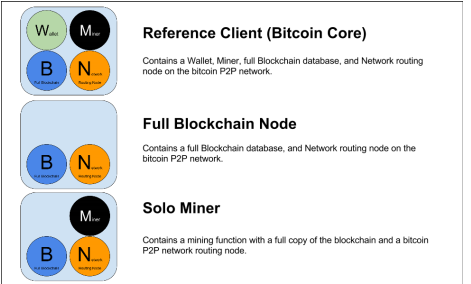 Wallet
Miner
Reference Client (Bitcoin Core)
Contains a Wallet, Miner, full Blockchain database, and Network routing
node on the bitcoin P2P network.
B
Full Blockchain
Network
Routing Node
Full Blockchain Node
Contains a full Blockchain database, and Network routing node on the
bitcoin P2P network.
B
Full Blockchain
Network
Routing Node
Miner
Solo Miner
Contains a mining function with a full copy of the blockchain and a bitcoin
P2P network routing node.
B
Full Blockchain
Network
Routing Node